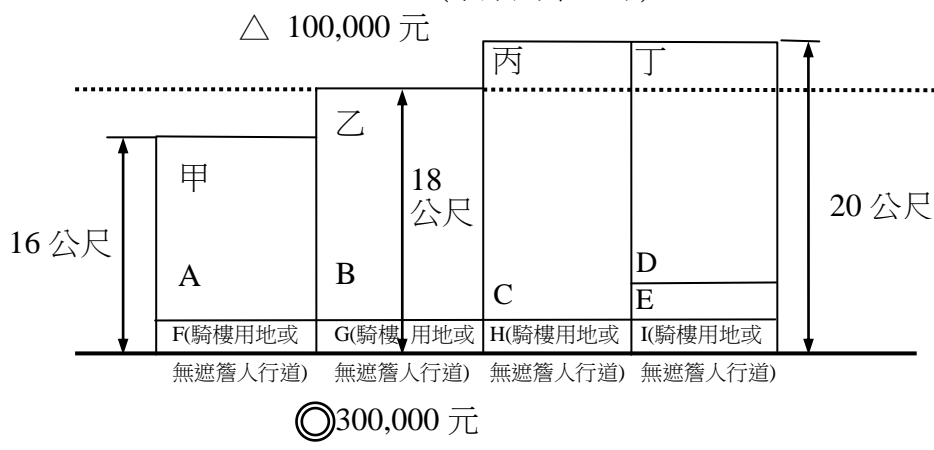 △ 100,000 元
丙
丁
乙
甲
18
公尺
20 公尺
16 公尺
A
B
C
D
E
F(騎樓用地或
無遮簷人行道)
G(騎樓用地或
無遮簷人行道)
H(騎樓用地或
無遮簷人行道)
I(騎樓用地或
無遮簷人行道)
◎300,000 元